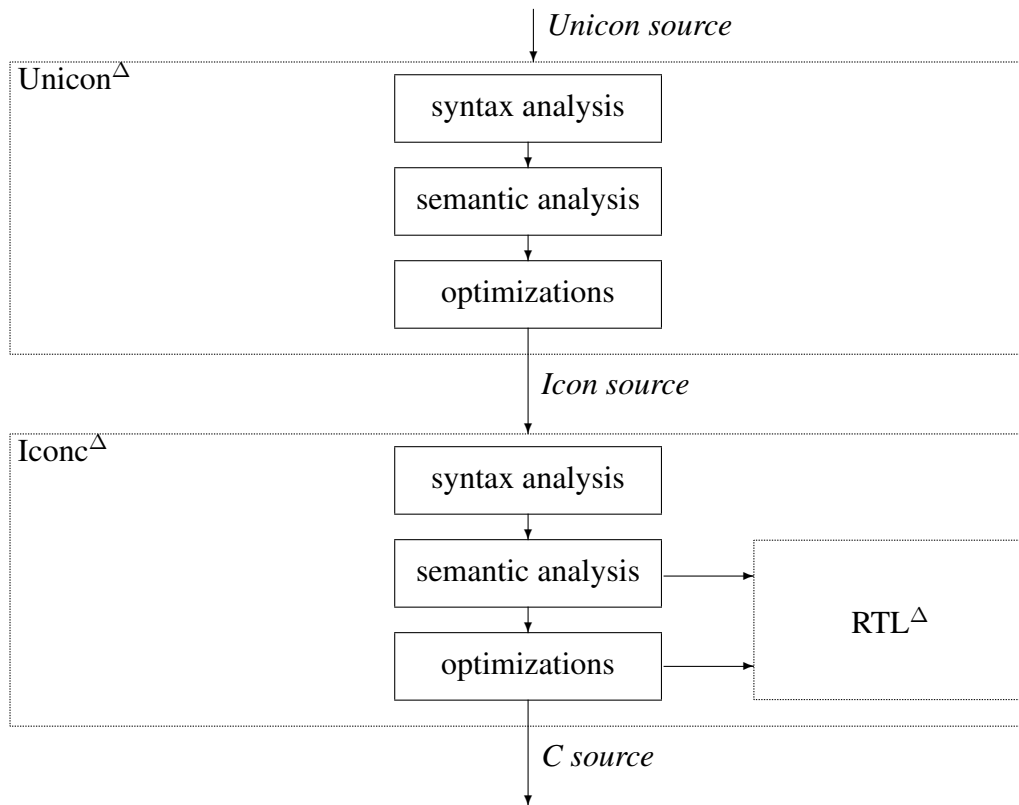 Unicon source
Unicon^Δ
syntax analysis
semantic analysis
optimizations
Icon source
Iconc^Δ
syntax analysis
semantic analysis
RTL^Δ
optimizations
C source